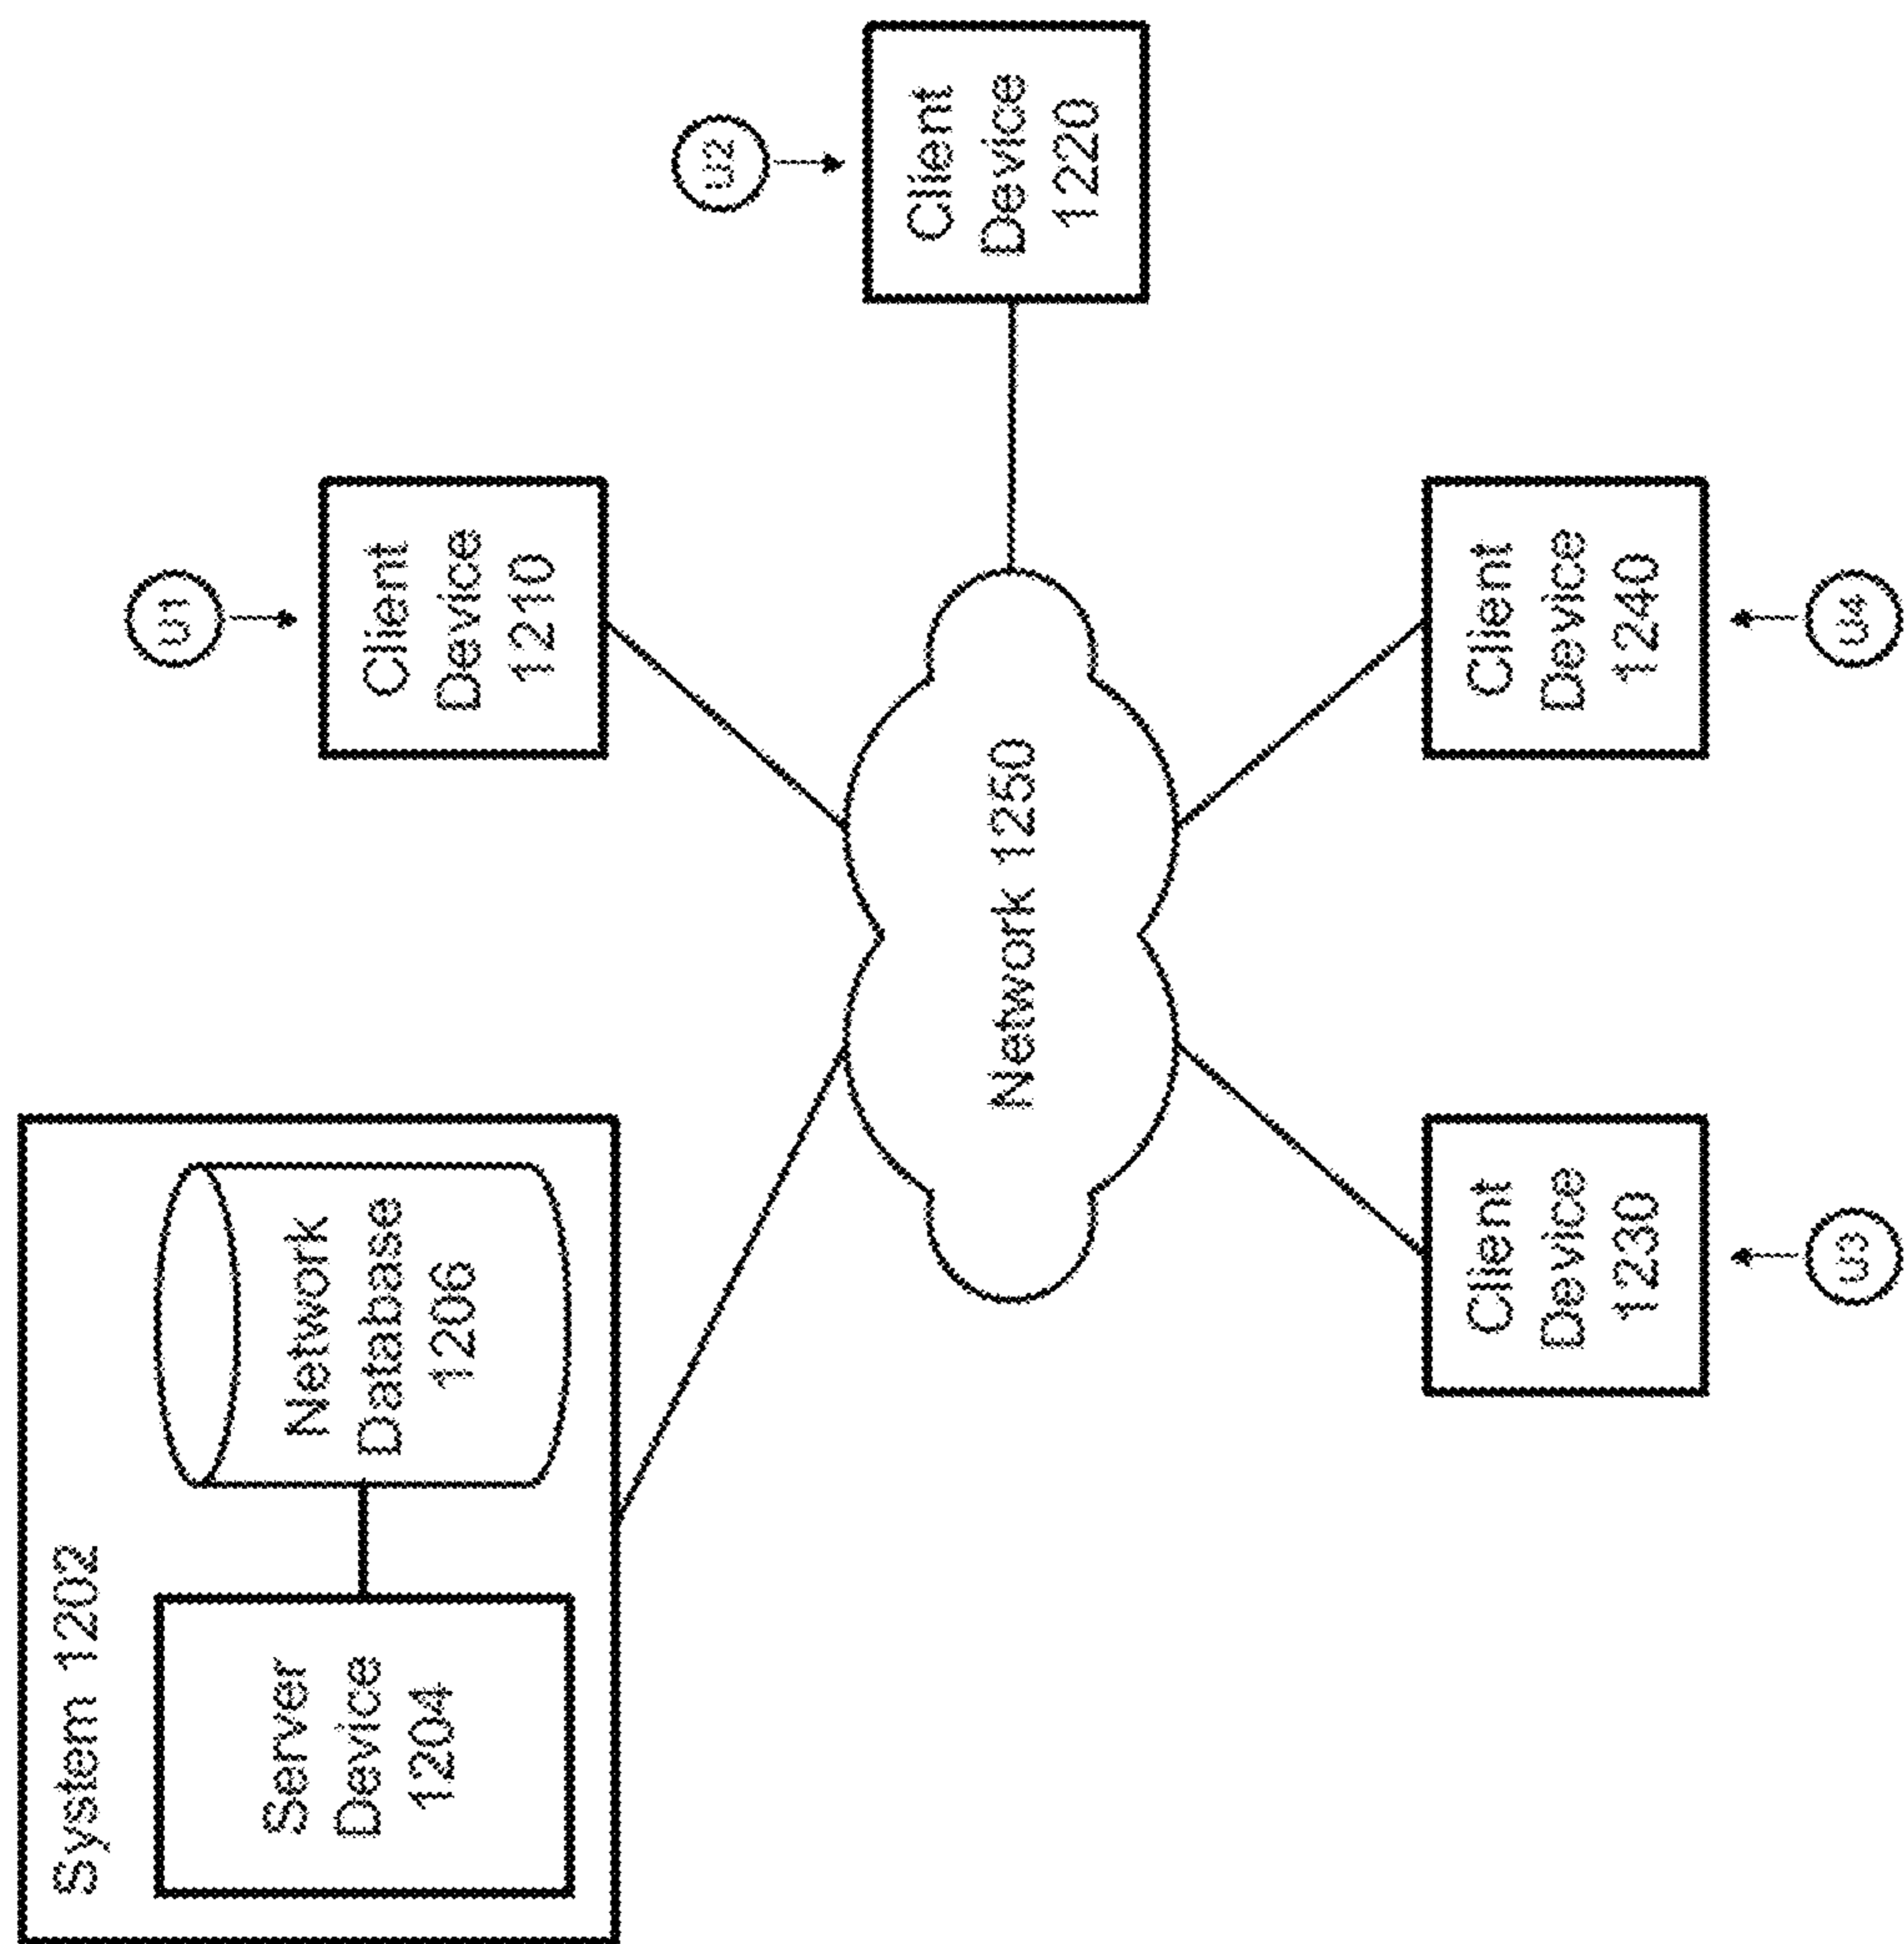 System 1202
Server
Device
1204
Network
Database
1206
U1
Client
Device
1210
U2
Client
Device
1220
Network 1250
Client
Device
1230
U3
Client
Device
1240
U4